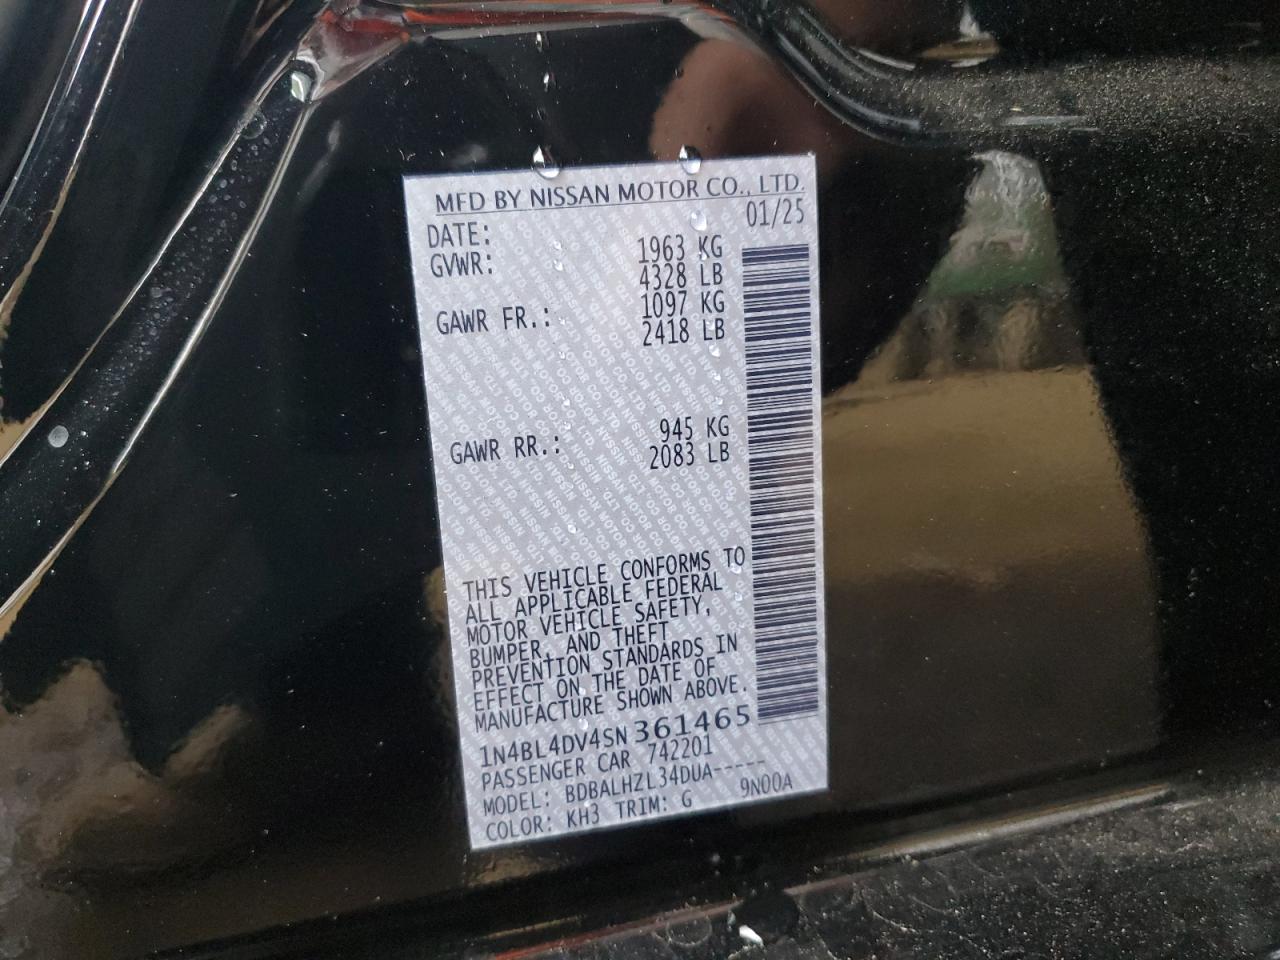 MFD BY NISSAN MOTOR CO., LTD.
DATE: 01/25
GVWR: 1963 KG
4328 LB
GAWR FR.: 1097 KG
2418 LB
GAWR RR.: 945 KG
2083 LB
THIS VEHICLE CONFORMS TO
ALL APPLICABLE FEDERAL
MOTOR VEHICLE SAFETY,
BUMPER, AND THEFT
PREVENTION STANDARDS IN
EFFECT ON THE DATE OF
MANUFACTURE SHOWN ABOVE.
1N4BL4DV4SN361465
PASSENGER CAR 742201
MODEL: BDBALHZL34DUA-----
COLOR: KH3 TRIM: G 9N00A